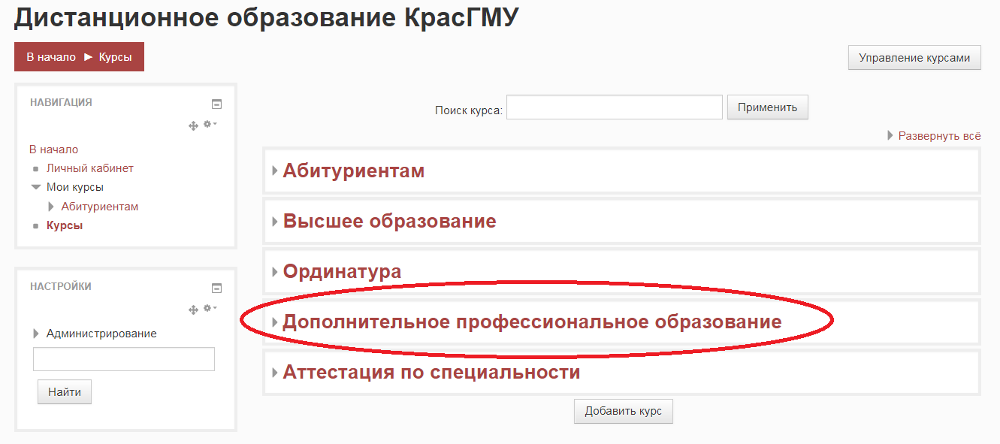 Дистанционное образование КрасГМУ
В начало ► Курсы
Управление курсами
НАВИГАЦИЯ
В начало
Личный кабинет
Мои курсы
Абитуриентам
Курсы
НАСТРОЙКИ
Администрирование
Найти
Поиск курса:
Применить
Развернуть всё
Абитуриентам
Высшее образование
Ординатура
Дополнительное профессиональное образование
Аттестация по специальности
Добавить курс